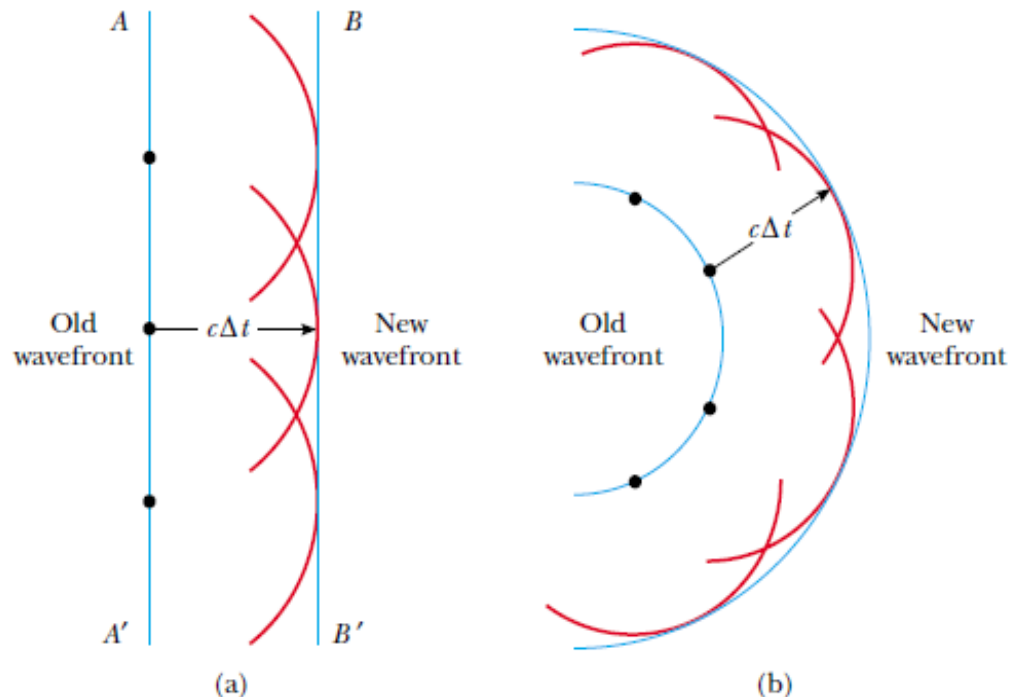 A
B
Old
wavefront
cΔt
New
wavefront
A′
B′
(a)
cΔt
Old
wavefront
New
wavefront
(b)